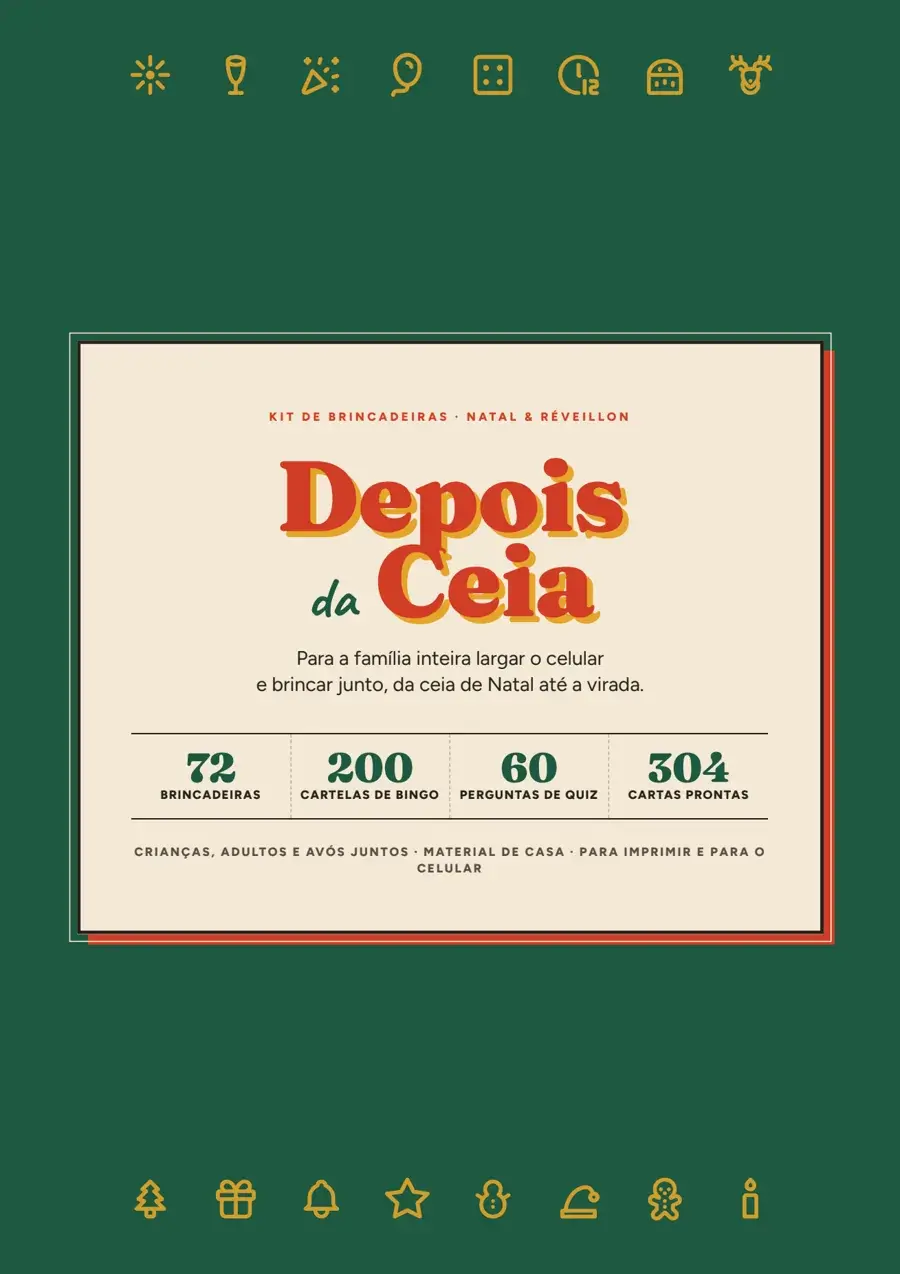 12
KIT DE BRINCADEIRAS · NATAL & RÉVEILLON
Depois
da Ceia
Para a família inteira largar o celular
e brincar junto, da ceia de Natal até a virada.
72 200 60 304
BRINCADEIRAS CARTELAS DE BINGO PERGUNTAS DE QUIZ CARTAS PRONTAS
CRIANÇAS, ADULTOS E AVÓS JUNTOS · MATERIAL DE CASA · PARA IMPRIMIR E PARA O
CELULAR